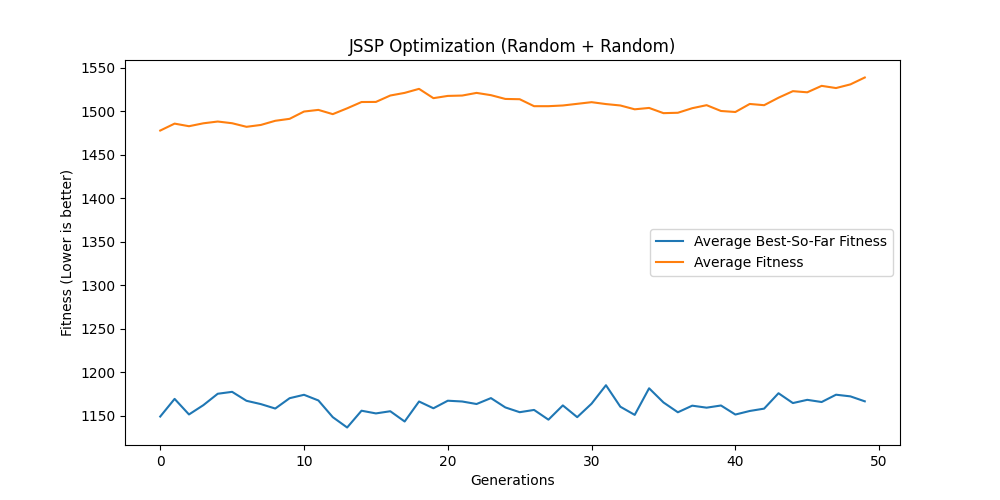 JSSP Optimization (Random + Random)
Fitness (Lower is better)
1550
1500
1450
1400
1350
1300
1250
1200
1150
Average Best-So-Far Fitness
Average Fitness
0 10 20 30 40 50
Generations